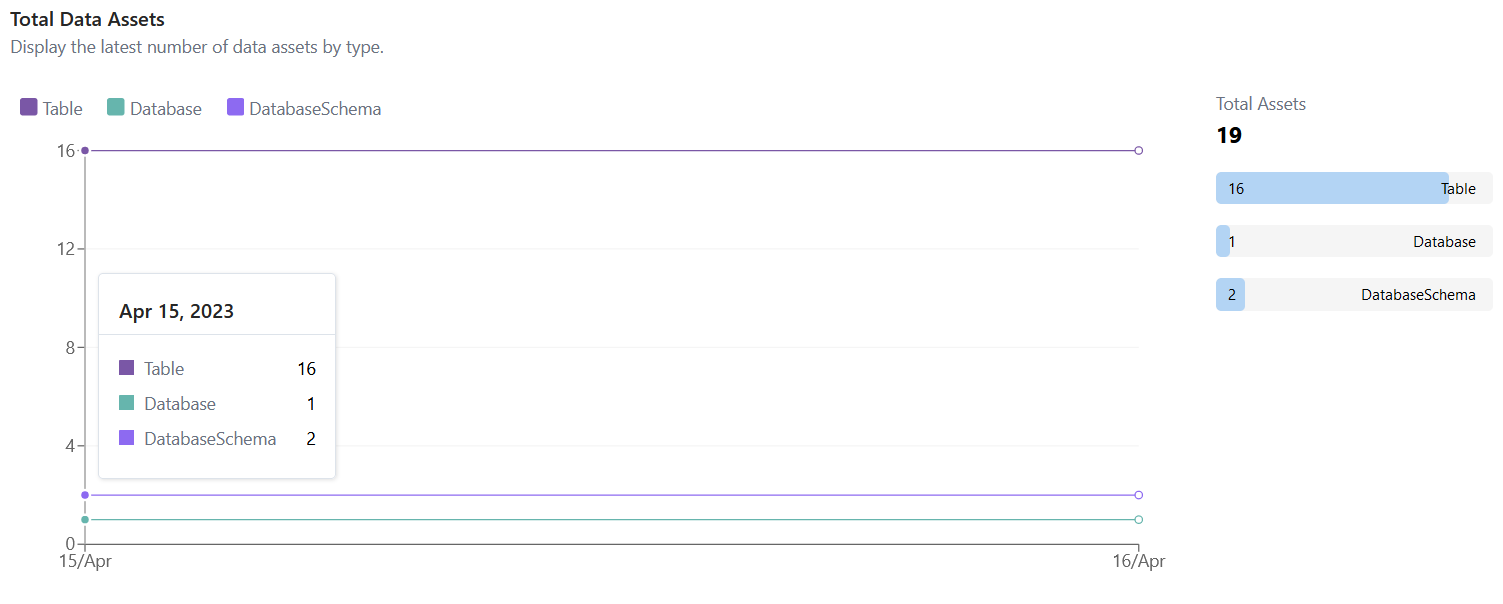 Total Data Assets
Display the latest number of data assets by type.
Table Database DatabaseSchema
16
12
8
4
0
15/Apr 16/Apr
Apr 15, 2023
Table 16
Database 1
DatabaseSchema 2
Total Assets
19
16 Table
1 Database
2 DatabaseSchema